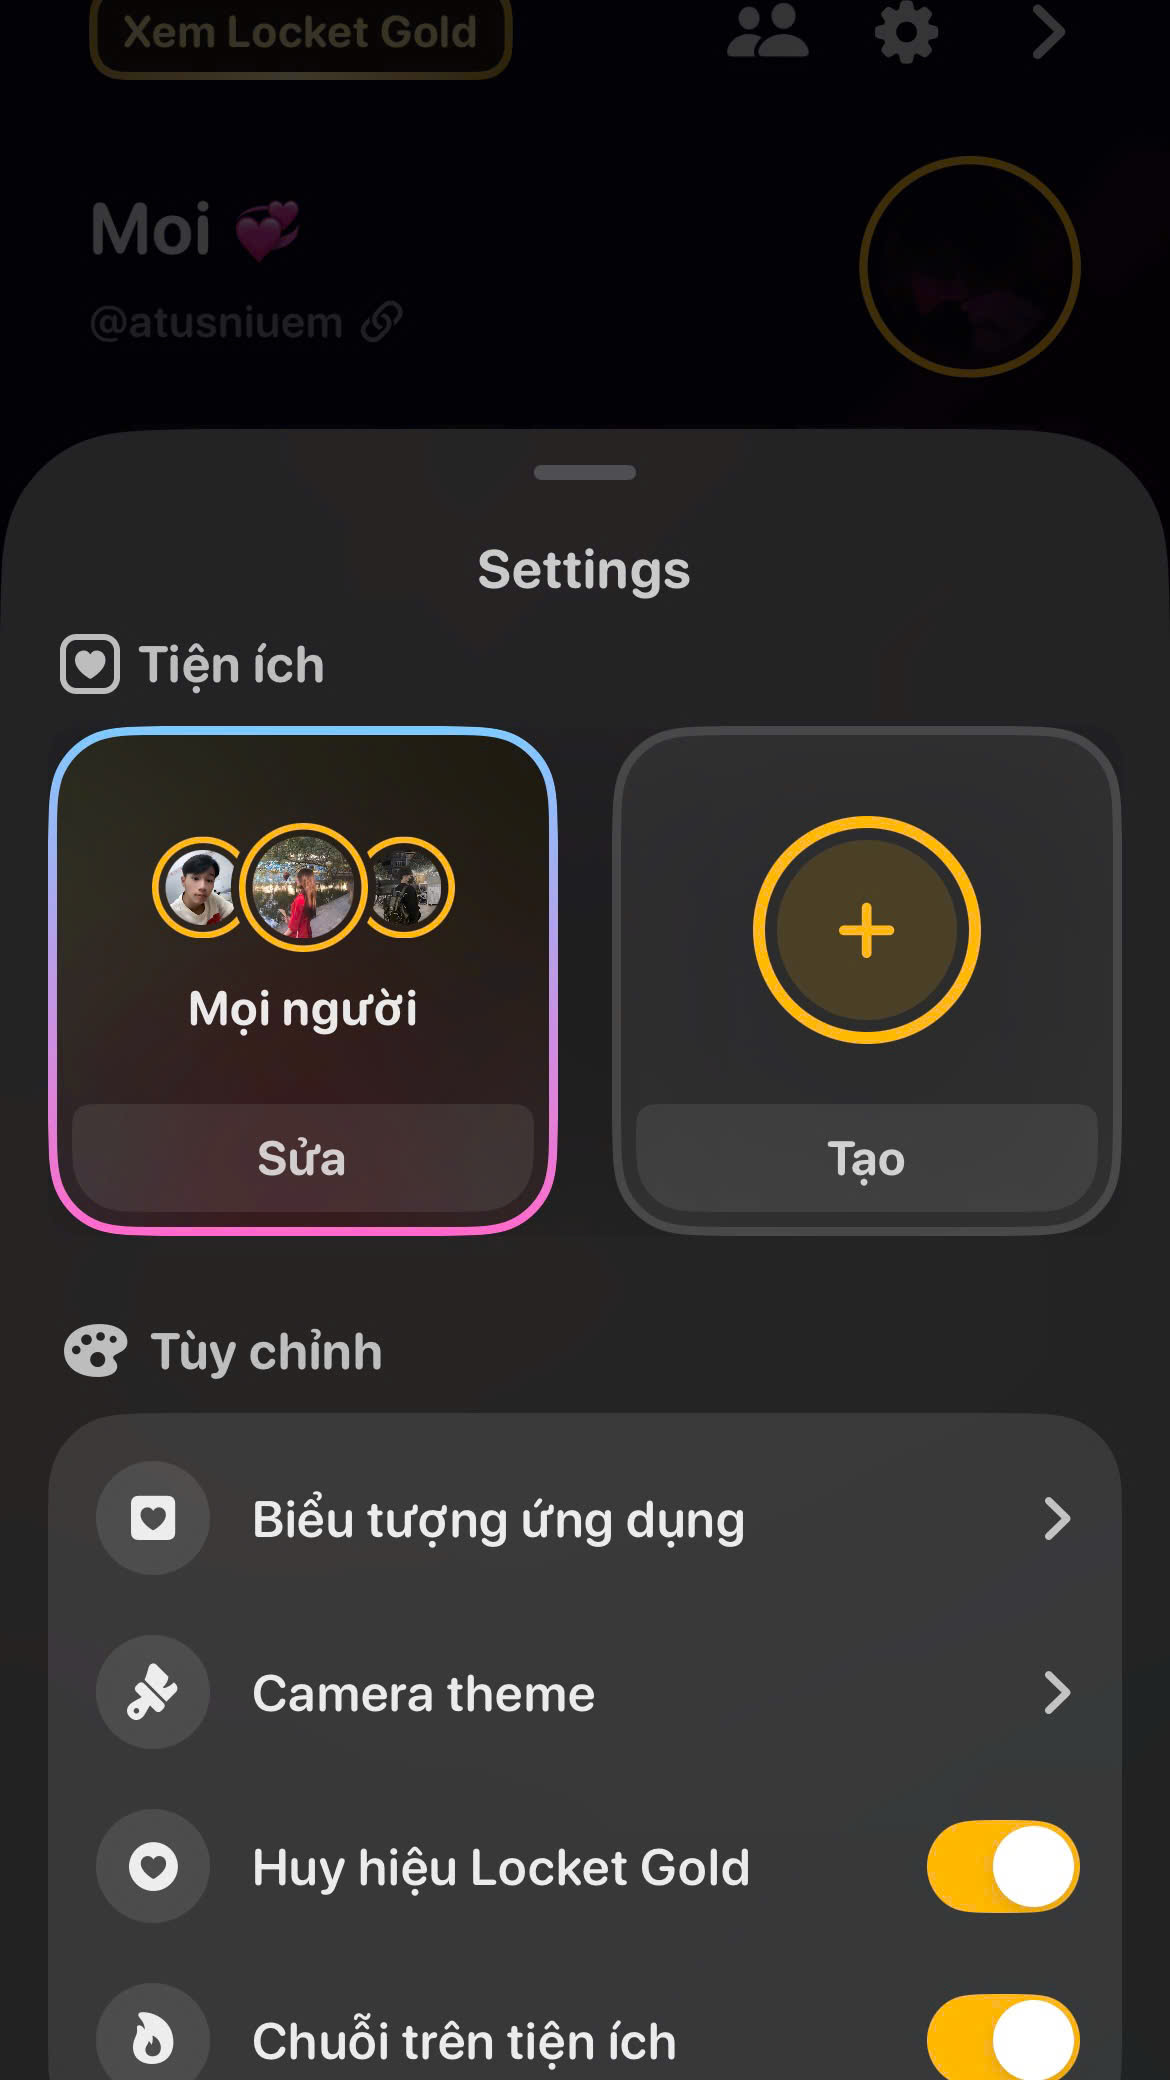 Xem Locket Gold
Moi 💞
@atusniuem
Settings
Tiện ích
Mọi người
Sửa
Tạo
Tùy chỉnh
Biểu tượng ứng dụng
Camera theme
Huy hiệu Locket Gold
Chuỗi trên tiện ích